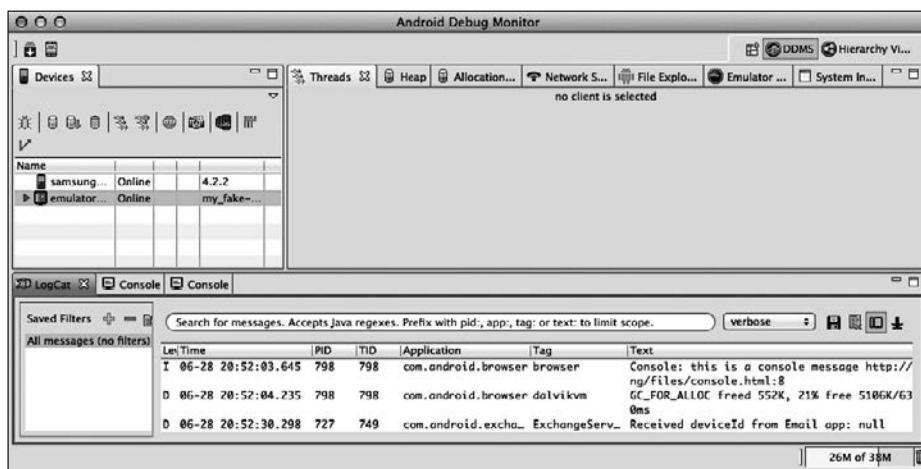 Android Debug Monitor
DDMS Hierarchy Vi...
Devices
Threads Heap Allocation... Network S... File Explo... Emulator ... System In...
no client is selected
Name
samsung... Online 4.2.2
emulator... Online my_fake-...
LogCat Console Console
Saved Filters
Search for messages. Accepts Java regexes. Prefix with pid:, app:, tag: or text: to limit scope. verbose
All messages (no filters)
Lev Time PID TID Application Tag Text
I 06-28 20:52:03.645 798 798 com.android.browser browser Console: this is a console message http://
ng/files/console.html:8
D 06-28 20:52:04.235 798 798 com.android.browser dalvikvm GC_FOR_ALLOC freed 552K, 21% free 5106K/63
0ms
D 06-28 20:52:30.298 727 749 com.android.excha… ExchangeServ… Received deviceId from Email app: null
26M of 38M